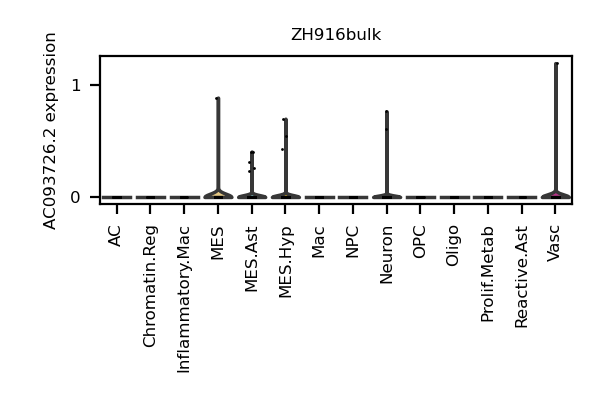 ZH916bulk
AC093726.2 expression
1
0
AC
Chromatin.Reg
Inflammatory.Mac
MES
MES.Ast
MES.Hyp
Mac
NPC
Neuron
OPC
Oligo
Prolif.Metab
Reactive.Ast
Vasc